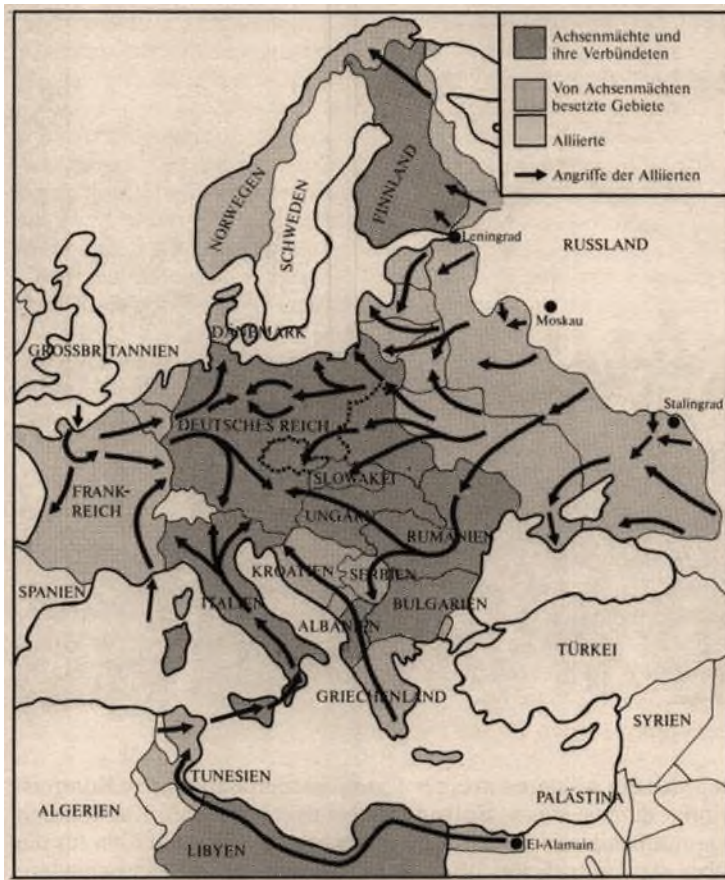 Achsenmächte und
ihre Verbündeten
Von Achsenmächten
besetzte Gebiete
Alliierte
Angriffe der Alliierten
NORWEGEN
SCHWEDEN
FINNLAND
Leningrad
RUSSLAND
Moskau
DÄNEMARK
GROSSBRITANNIEN
Stalingrad
DEUTSCHES REICH
SLOWAKEI
FRANK-
REICH
UNGARN
RUMÄNIEN
KROATIEN
SERBIEN
SPANIEN
ITALIEN
BULGARIEN
ALBANIEN
TÜRKEI
GRIECHENLAND
SYRIEN
TUNESIEN
PALÄSTINA
ALGERIEN
LIBYEN
El-Alamain